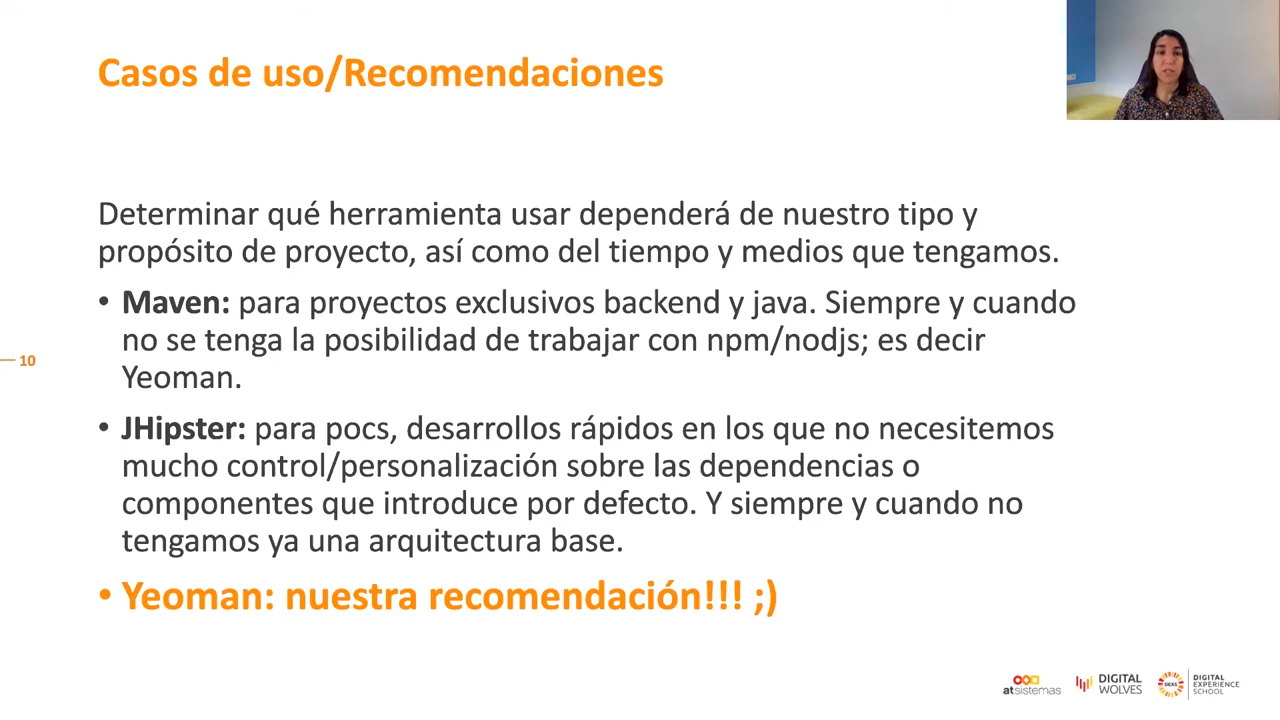 Casos de uso/Recomendaciones
Determinar qué herramienta usar dependerá de nuestro tipo y
propósito de proyecto, así como del tiempo y medios que tengamos.
• Maven: para proyectos exclusivos backend y java. Siempre y cuando
no se tenga la posibilidad de trabajar con npm/nodjs; es decir
Yeoman.
10
• JHipster: para pocs, desarrollos rápidos en los que no necesitemos
mucho control/personalización sobre las dependencias o
componentes que introduce por defecto. Y siempre y cuando no
tengamos ya una arquitectura base.
• Yeoman: nuestra recomendación!!! ;)
atsistemas
DIGITAL
WOLVES
DEXS
DIGITAL
EXPERIENCE
SCHOOL